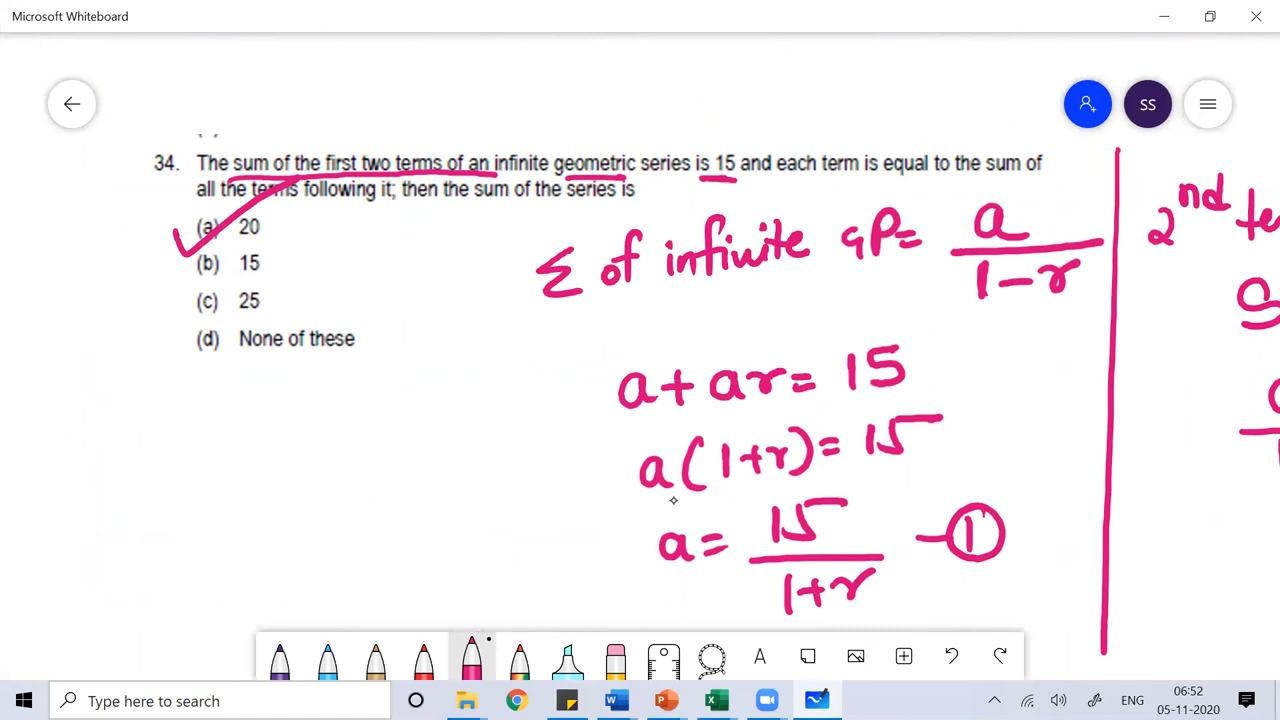 Microsoft Whiteboard
SS
34. The sum of the first two terms of an infinite geometric series is 15 and each term is equal to the sum of
all the terms following it; then the sum of the series is
(a) 20
(b) 15
(c) 25
(d) None of these
Σ of infinite GP = a / 1-r
a + ar = 15
a(1+r) = 15
a = 15 / 1+r - ①
2nd te
A
Type here to search
ENG
06:52
05-11-2020